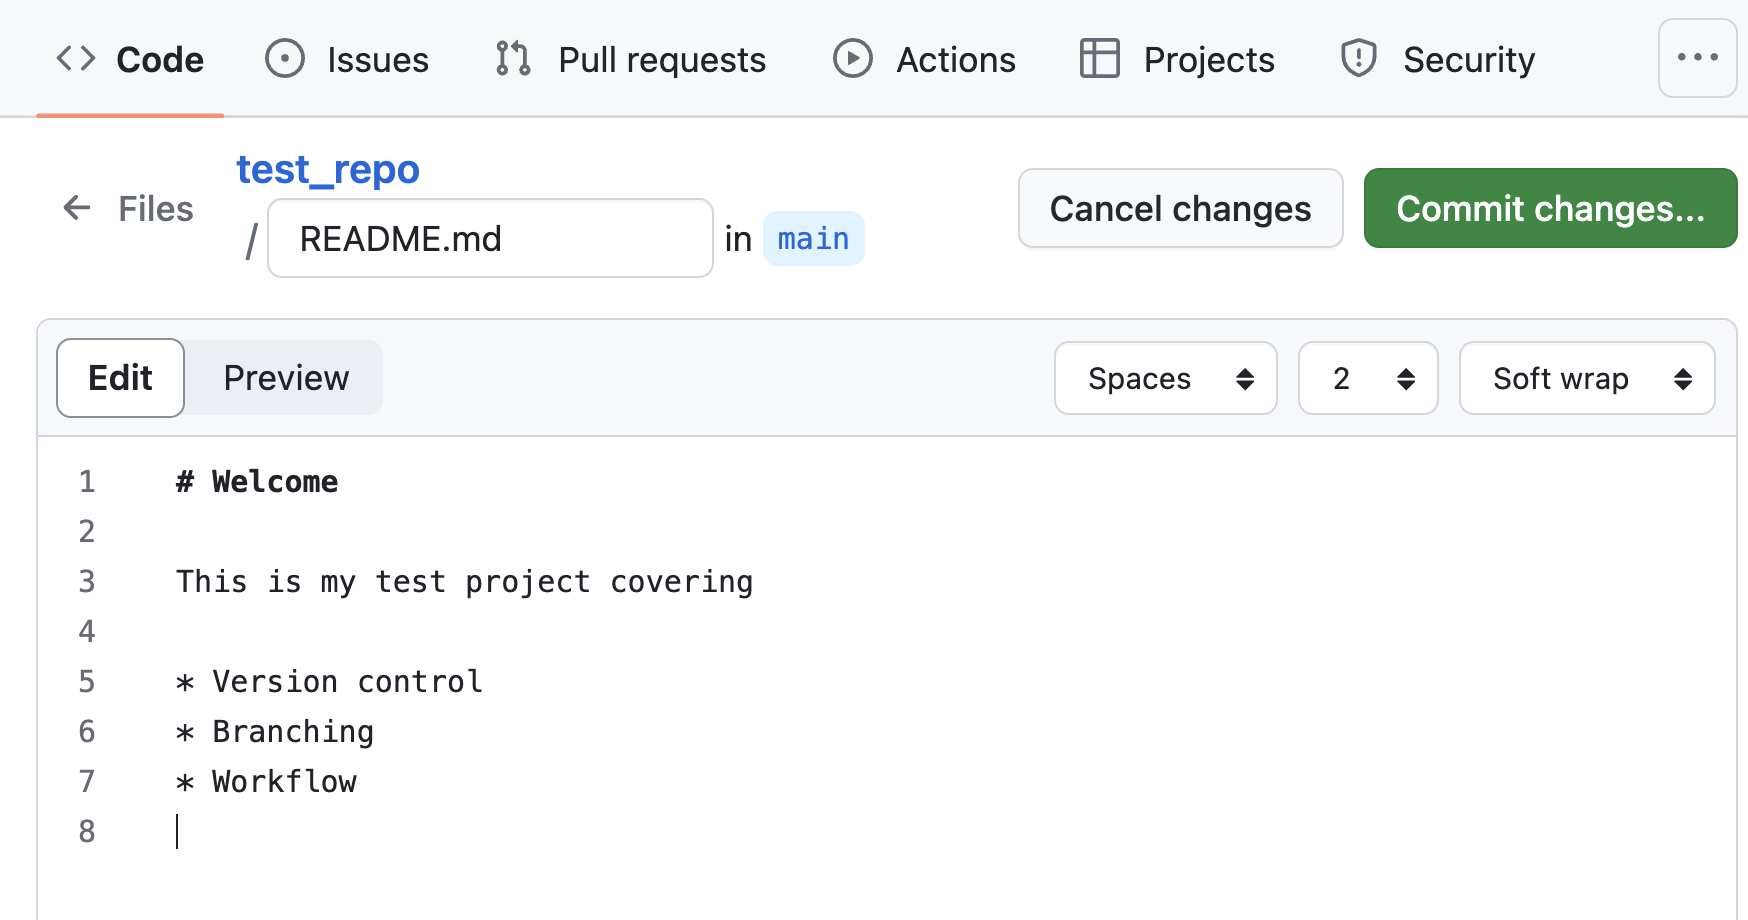 Code Issues Pull requests Actions Projects Security
test_repo
Files
/ README.md in main
Cancel changes Commit changes...
Edit Preview Spaces 2 Soft wrap
1 # Welcome
2
3 This is my test project covering
4
5 * Version control
6 * Branching
7 * Workflow
8